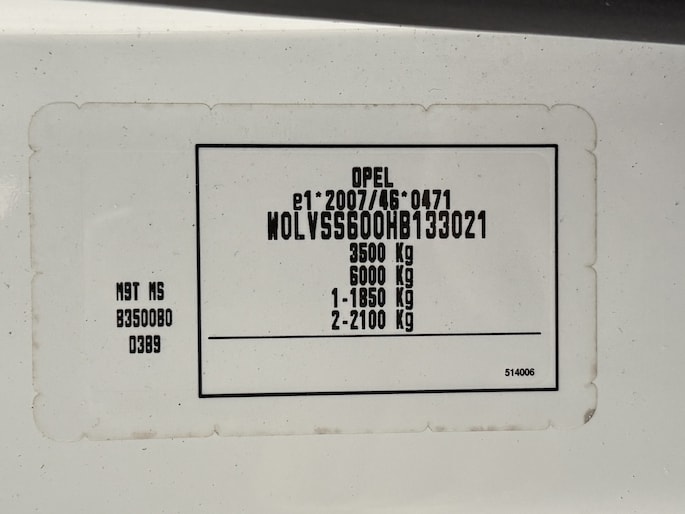 OPEL
e1*2007/46*0471
W0LVSS600HB133021
3500 Kg
6000 Kg
1-1850 Kg
2-2100 Kg
M9T MS
B350080
D389
514006